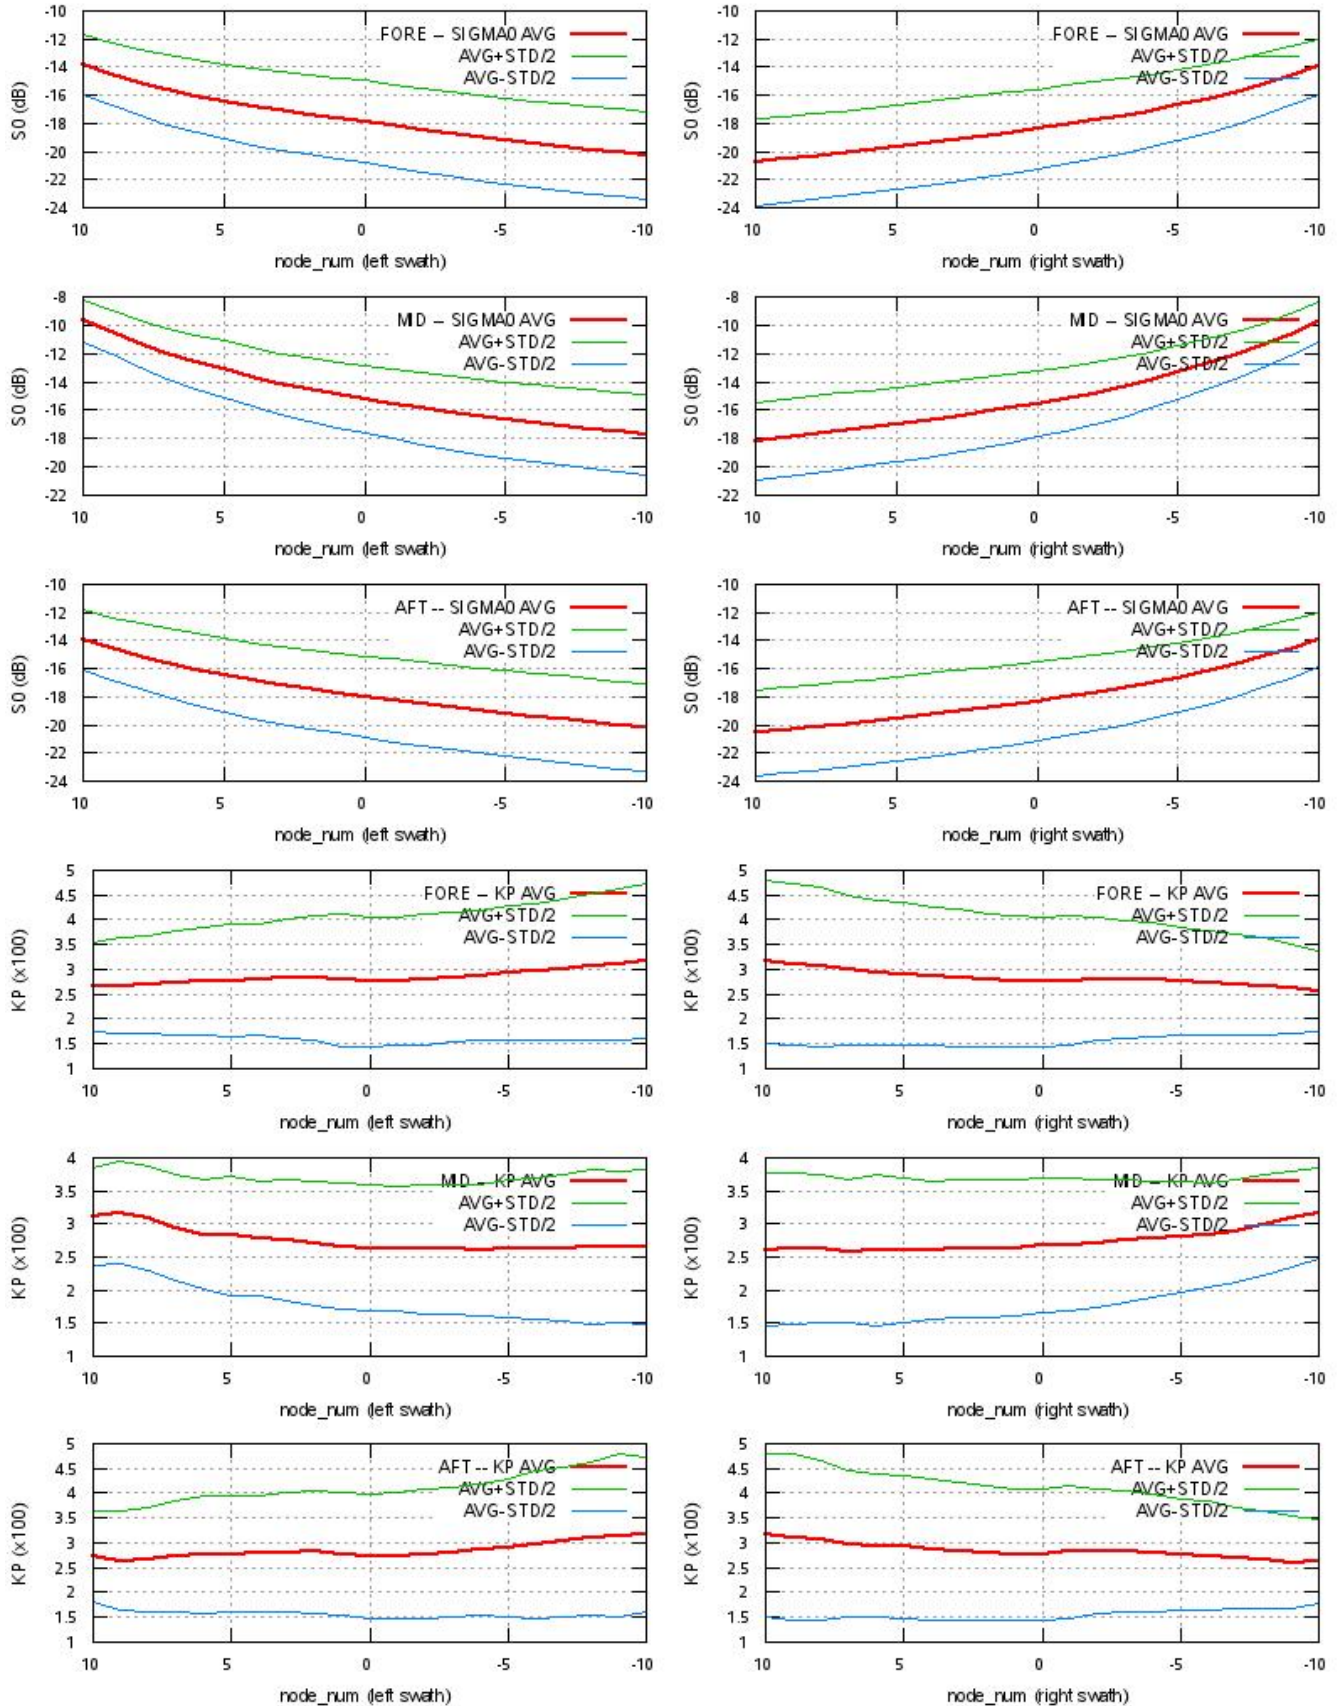 -10
-12
-14
-16
-18
-20
-22
-24
S0 (dB)
FORE -- SIGMA0 AVG
AVG+STD/2
AVG-STD/2
10 5 0 -5 -10
node_num (left swath)
-10
-12
-14
-16
-18
-20
-22
-24
S0 (dB)
FORE -- SIGMA0 AVG
AVG+STD/2
AVG-STD/2
10 5 0 -5 -10
node_num (right swath)
-8
-10
-12
-14
-16
-18
-20
-22
S0 (dB)
MID -- SIGMA0 AVG
AVG+STD/2
AVG-STD/2
10 5 0 -5 -10
node_num (left swath)
-8
-10
-12
-14
-16
-18
-20
-22
S0 (dB)
MID -- SIGMA0 AVG
AVG+STD/2
AVG-STD/2
10 5 0 -5 -10
node_num (right swath)
-10
-12
-14
-16
-18
-20
-22
-24
S0 (dB)
AFT -- SIGMA0 AVG
AVG+STD/2
AVG-STD/2
10 5 0 -5 -10
node_num (left swath)
-10
-12
-14
-16
-18
-20
-22
-24
S0 (dB)
AFT -- SIGMA0 AVG
AVG+STD/2
AVG-STD/2
10 5 0 -5 -10
node_num (right swath)
5
4.5
4
3.5
3
2.5
2
1.5
1
KP (x100)
FORE -- KP AVG
AVG+STD/2
AVG-STD/2
10 5 0 -5 -10
node_num (left swath)
5
4.5
4
3.5
3
2.5
2
1.5
1
KP (x100)
FORE -- KP AVG
AVG+STD/2
AVG-STD/2
10 5 0 -5 -10
node_num (right swath)
4
3.5
3
2.5
2
1.5
1
KP (x100)
MID -- KP AVG
AVG+STD/2
AVG-STD/2
10 5 0 -5 -10
node_num (left swath)
4
3.5
3
2.5
2
1.5
1
KP (x100)
MID -- KP AVG
AVG+STD/2
AVG-STD/2
10 5 0 -5 -10
node_num (right swath)
5
4.5
4
3.5
3
2.5
2
1.5
1
KP (x100)
AFT -- KP AVG
AVG+STD/2
AVG-STD/2
10 5 0 -5 -10
node_num (left swath)
5
4.5
4
3.5
3
2.5
2
1.5
1
KP (x100)
AFT -- KP AVG
AVG+STD/2
AVG-STD/2
10 5 0 -5 -10
node_num (right swath)